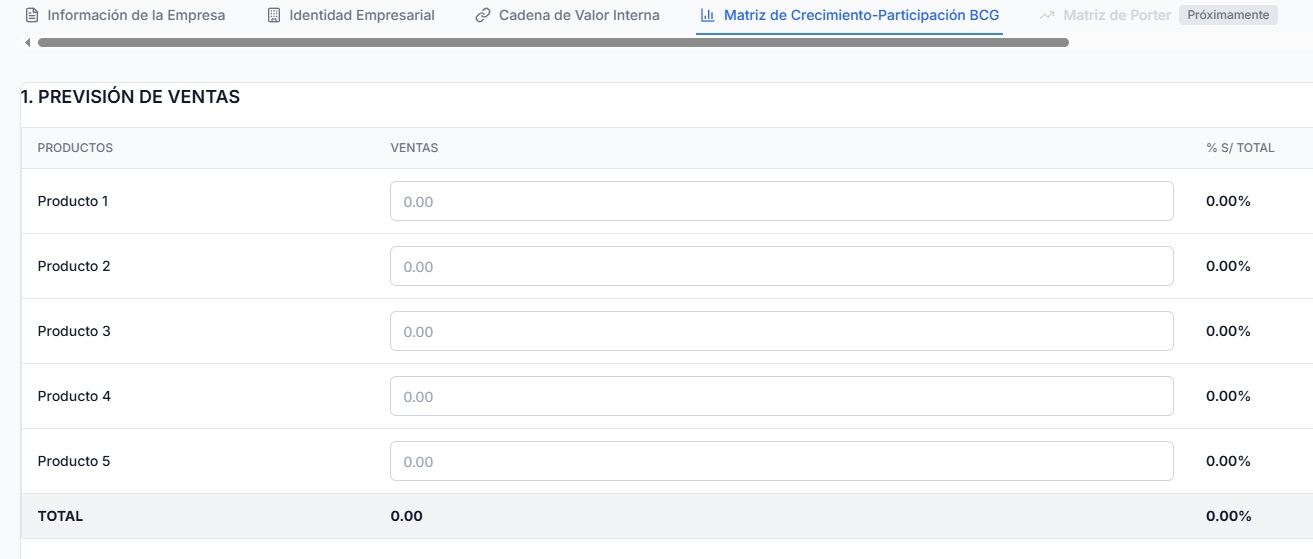 Información de la Empresa Identidad Empresarial Cadena de Valor Interna Matriz de Crecimiento-Participación BCG Matriz de Porter Próximamente
1. PREVISIÓN DE VENTAS
PRODUCTOS VENTAS % S/ TOTAL
Producto 1 0.00 0.00%
Producto 2 0.00 0.00%
Producto 3 0.00 0.00%
Producto 4 0.00 0.00%
Producto 5 0.00 0.00%
TOTAL 0.00 0.00%